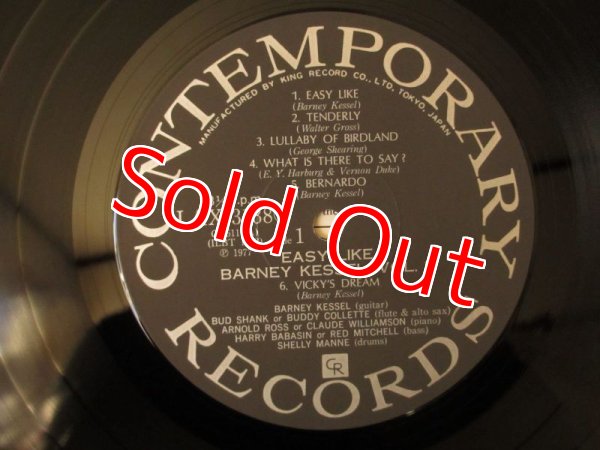 CONTEMPORARY
MANUFACTURED BY KING RECORD CO., LTD, TOKYO, JAPAN
1. EASY LIKE
(Barney Kessel)
2. TENDERLY
(Walter Gross)
3. LULLABY OF BIRDLAND
(George Shearing)
4. WHAT IS THERE TO SAY?
(E. Y. Harburg & Vernon Duke)
5. BERNARDO
(Barney Kessel)
Sold Out
1
℗ 1977
EASY LIKE
BARNEY
6. VICKY'S DREAM
(Barney Kessel)
BARNEY KESSEL (guitar)
BUD SHANK or BUDDY COLLETTE (flute & alto sax)
ARNOLD ROSS or CLAUDE WILLIAMSON (piano)
HARRY BABASIN or RED MITCHELL (bass)
SHELLY MANNE (drums)
CR
RECORDS